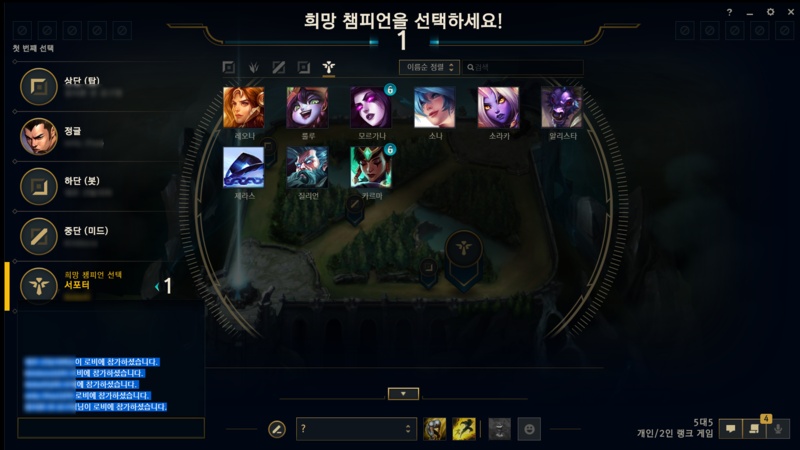 희망 챔피언을 선택하세요!
1
첫 번째 선택
상단 (탑)
정글
하단 (봇)
중단 (미드)
희망 챔피언 선택
서포터
1
이름순 정렬
검색
레오나
룰루
모르가나
소나
소라카
말리스타
제라스
질리언
카르마
이 로비에 참가하셨습니다.
이 로비에 참가하셨습니다.
에 참가하셨습니다.
로비에 참가하셨습니다.
님이 로비에 참가하셨습니다.
?
5대5
개인/2인 랭크 게임
4